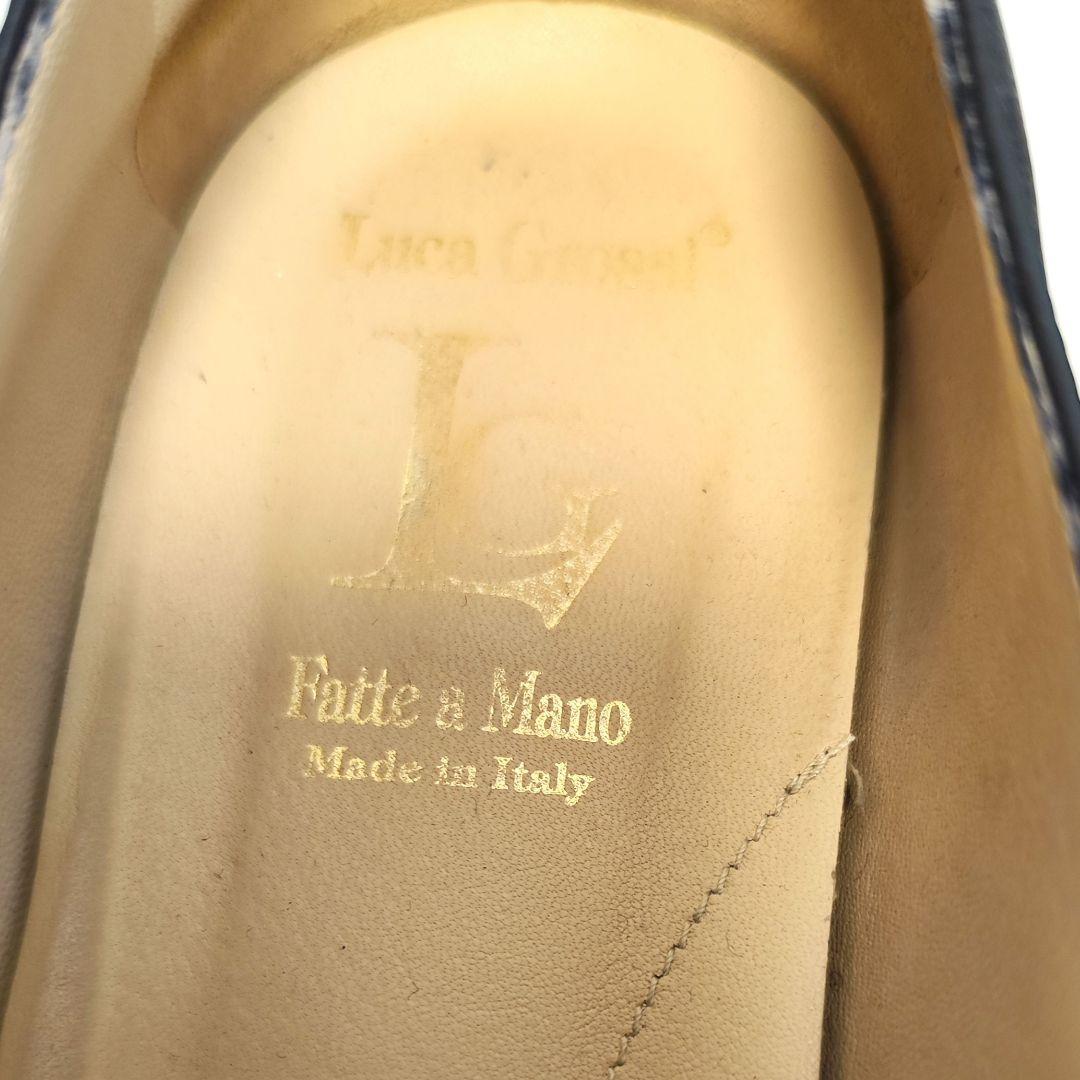 Luca Grossi®
L
Fatte a Mano
Made in Italy